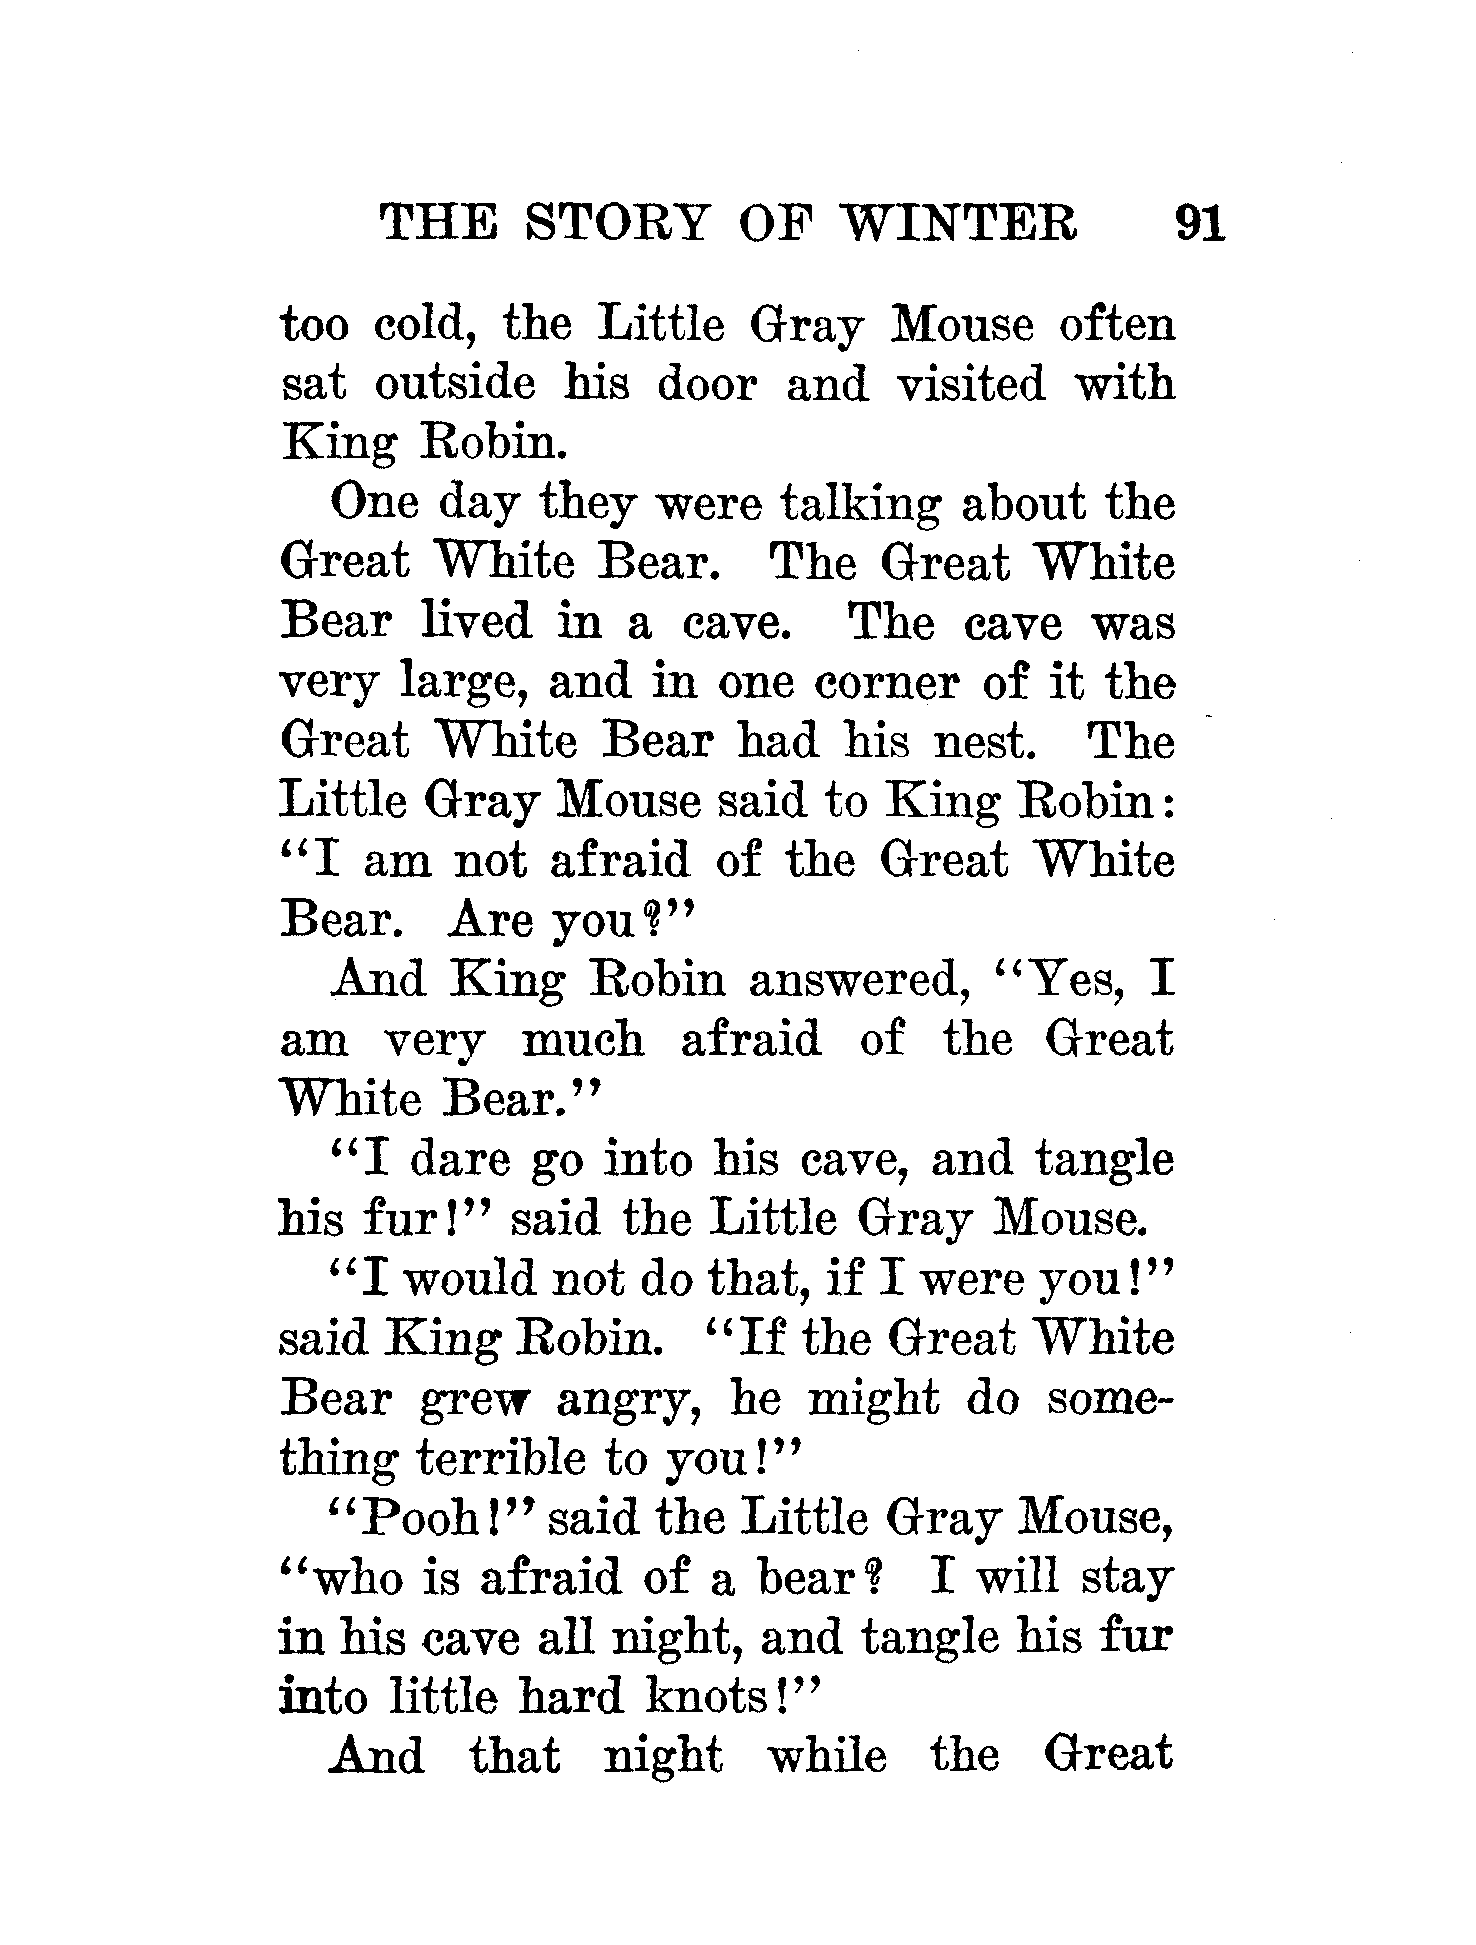 THE STORY OF WINTER 91
too cold, the Little Gray Mouse often
sat outside his door and visited with
King Robin.
One day they were talking about the
Great White Bear. The Great White
Bear lived in a cave. The cave was
very large, and in one corner of it the
Great White Bear had his nest. The
Little Gray Mouse said to King Robin:
“I am not afraid of the Great White
Bear. Are you?”
And King Robin answered, “Yes, I
am very much afraid of the Great
White Bear.”
“I dare go into his cave, and tangle
his fur!” said the Little Gray Mouse.
“I would not do that, if I were you!”
said King Robin. “If the Great White
Bear grew angry, he might do some-
thing terrible to you!”
“Pooh!” said the Little Gray Mouse,
“who is afraid of a bear? I will stay
in his cave all night, and tangle his fur
into little hard knots!”
And that night while the Great